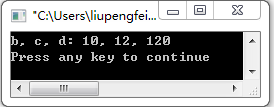 "C:\Users\liupengfei...
b, c, d: 10, 12, 120
Press any key to continue